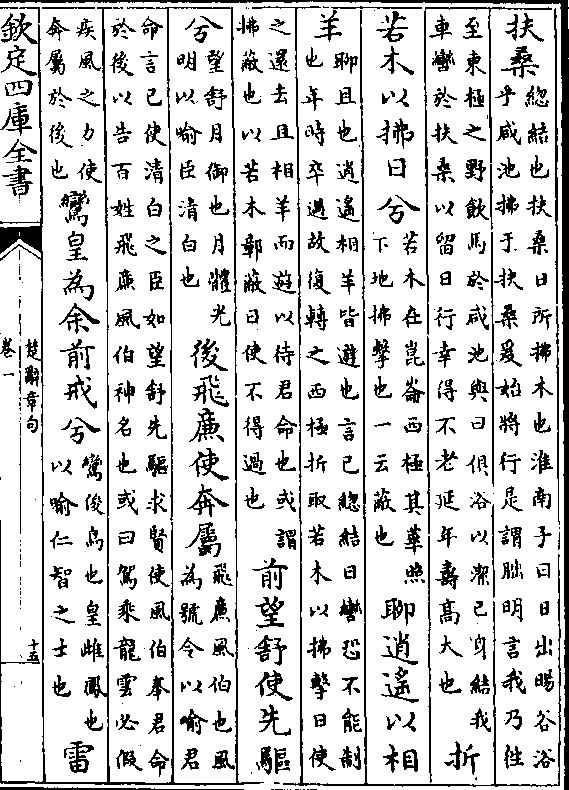 扶桑總結也扶桑日所拂木也淮南子曰日出暘谷浴
乎咸池拂于扶桑爰始將行是謂朏明言我乃往
至東極之野飲馬於咸池與日俱浴以潔己身結我
車轡於扶桑以留日行幸得不老延年壽高大也折
若木以拂日兮若木在崑崙西極其華照
下地拂擊也一云蔽也聊逍遙以相
羊聊且也逍遙相羊皆遊也言己總結日轡恐不能制
也年時卒過故復轉之西極折取若木以拂擊日使
之還去且相羊而遊以待君命也或謂
拂蔽也以若木鄣蔽日使不得過也前望舒使先驅
兮望舒月御也月體光
明以喻臣清白也後飛廉使奔屬飛廉風伯也風
為號令以喻君
命言己使清白之臣如望舒先驅求賢使風伯奉君命
於後以告百姓飛廉風伯神名也或曰駕乘龍雲必假
疾風之力使
奔屬於後也鸞皇為余前戒兮鸞俊鳥也皇雌鳳也
以喻仁智之士也雷
欽定四庫全書
楚辭章句
卷一
十五